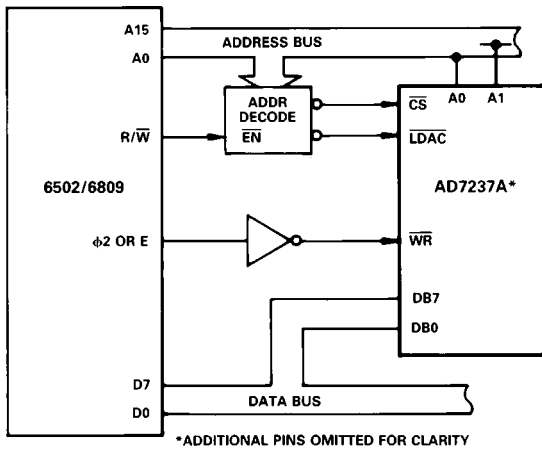 A15
ADDRESS BUS
A0
ADDR
DECODE
EN
CS
A0
A1
LDAC
R/W
6502/6809
AD7237A*
ϕ2 OR E
WR
DB7
DB0
D7
D0
DATA BUS
*ADDITIONAL PINS OMITTED FOR CLARITY